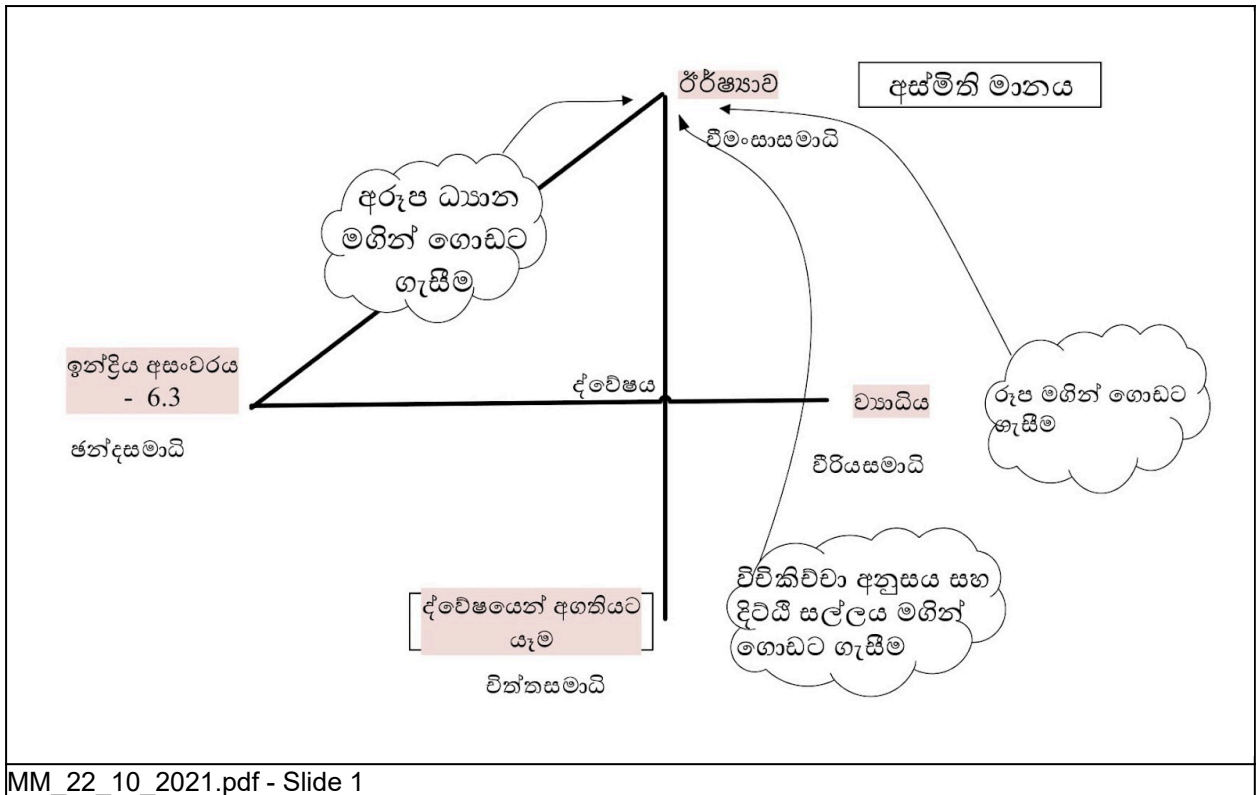 ඊර්ෂ්‍යාව
අස්මිති මානය
වීමංසාසමාධි
අරූප ධ්‍යාන
මගින් ගොඩට
ගැසීම
ඉන්ද්‍රිය අසංවරය
- 6.3
ඡන්දසමාධි
ද්වේෂය
ව්‍යාධිය
වීරියසමාධි
රූප මගින් ගොඩට
ගැසීම
ද්වේෂයෙන් අගතියට
යෑම
චිත්තසමාධි
විචිකිච්චා අනුසය සහ
දිට්ඨි සල්ලය මගින්
ගොඩට ගැසීම
MM_22_10_2021.pdf - Slide 1